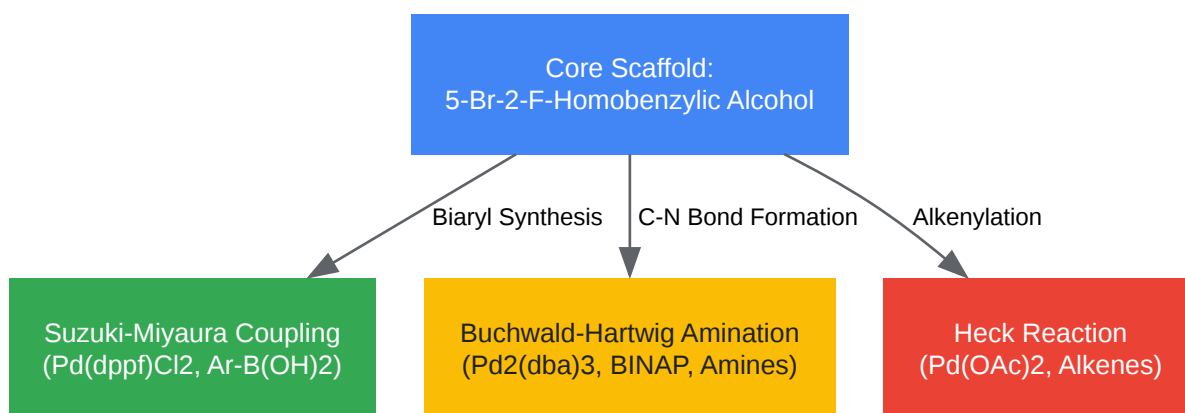 Core Scaffold:
5-Br-2-F-Homobenzylic Alcohol
Biaryl Synthesis
C-N Bond Formation
Alkenylation
Suzuki-Miyaura Coupling
(Pd(dppf)Cl2, Ar-B(OH)2)
Buchwald-Hartwig Amination
(Pd2(dba)3, BINAP, Amines)
Heck Reaction
(Pd(OAc)2, Alkenes)